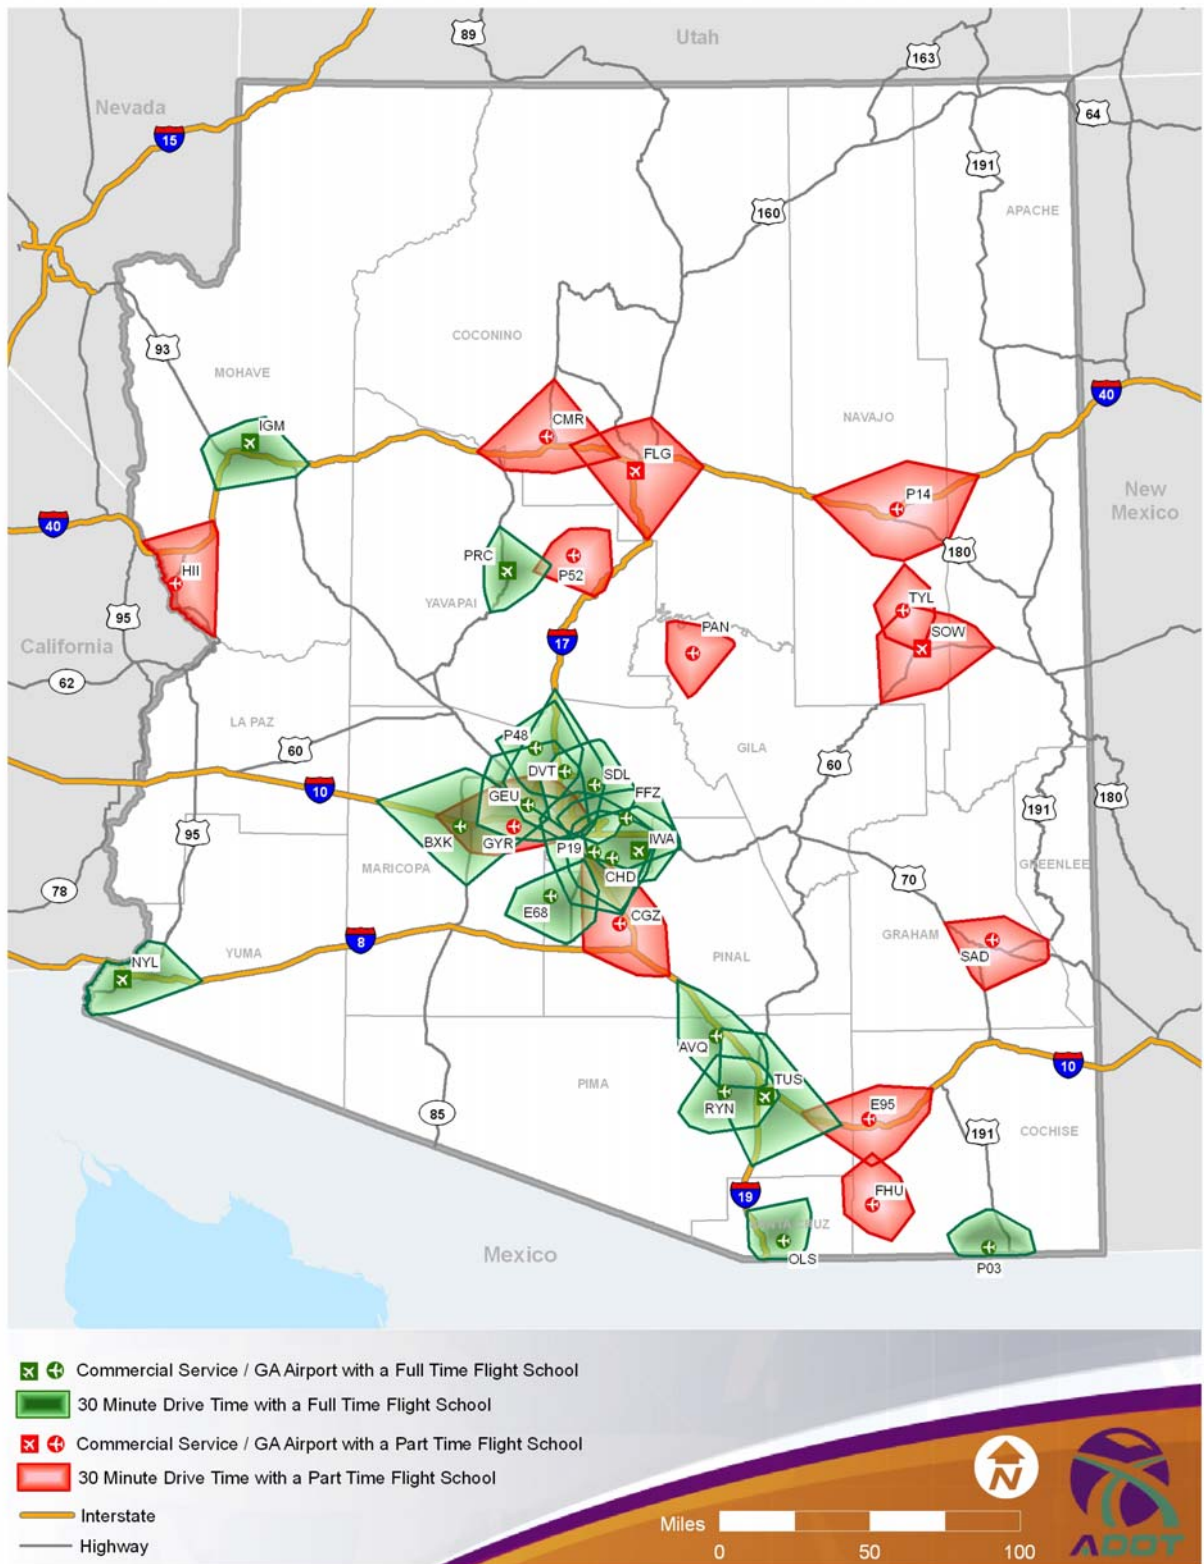 89
Utah
163
Nevada
15
64
191
160
APACHE
93
COCONINO
MOHAVE
40
NAVAJO
IGM
CMR
FLG
P14
New
Mexico
40
180
PRC
P52
HII
YAVAPAI
TYL
SOW
95
PAN
17
California
62
LA PAZ
60
P48
GILA
DVT
SDL
60
10
GEU
FFZ
191
180
95
BXK
GYR
P19
IWA
MARICOPA
CHD
GREENLEE
70
78
E68
CGZ
GRAHAM
8
YUMA
PINAL
SAD
NYL
AVQ
10
PIMA
TUS
RYN
E95
85
191
COCHISE
19
FHU
SANTA CRUZ
Mexico
OLS
P03
Commercial Service / GA Airport with a Full Time Flight School
30 Minute Drive Time with a Full Time Flight School
Commercial Service / GA Airport with a Part Time Flight School
30 Minute Drive Time with a Part Time Flight School
Interstate
Highway
N
Miles
0 50 100
ADOT